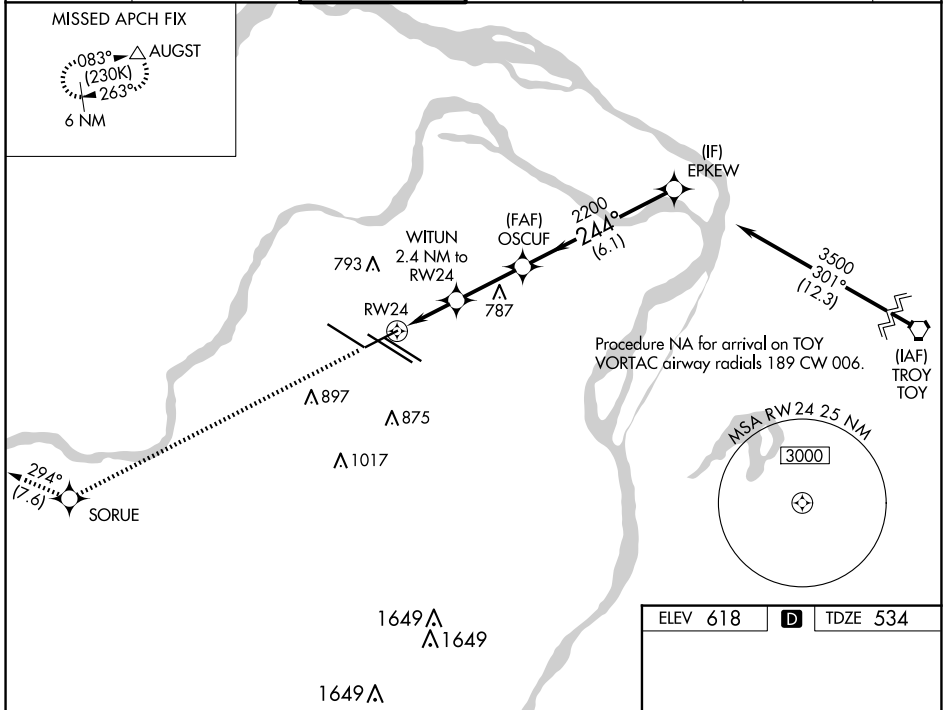 MISSED APCH FIX
083°
AUGST
(230K)
263°
6 NM
(IF)
EPKEW
2200
244°
(6.1)
(FAF)
OSCUF
WITUN
2.4 NM to
RW24
793
787
RW24
3500
301°
(12.3)
Procedure NA for arrival on TOY
VORTAC airway radials 189 CW 006.
(IAF)
TROY
TOY
897
875
1017
MSA RW24 25 NM
3000
294°
(7.6)
SORUE
1649
1649
1649
ELEV 618 D TDZE 534